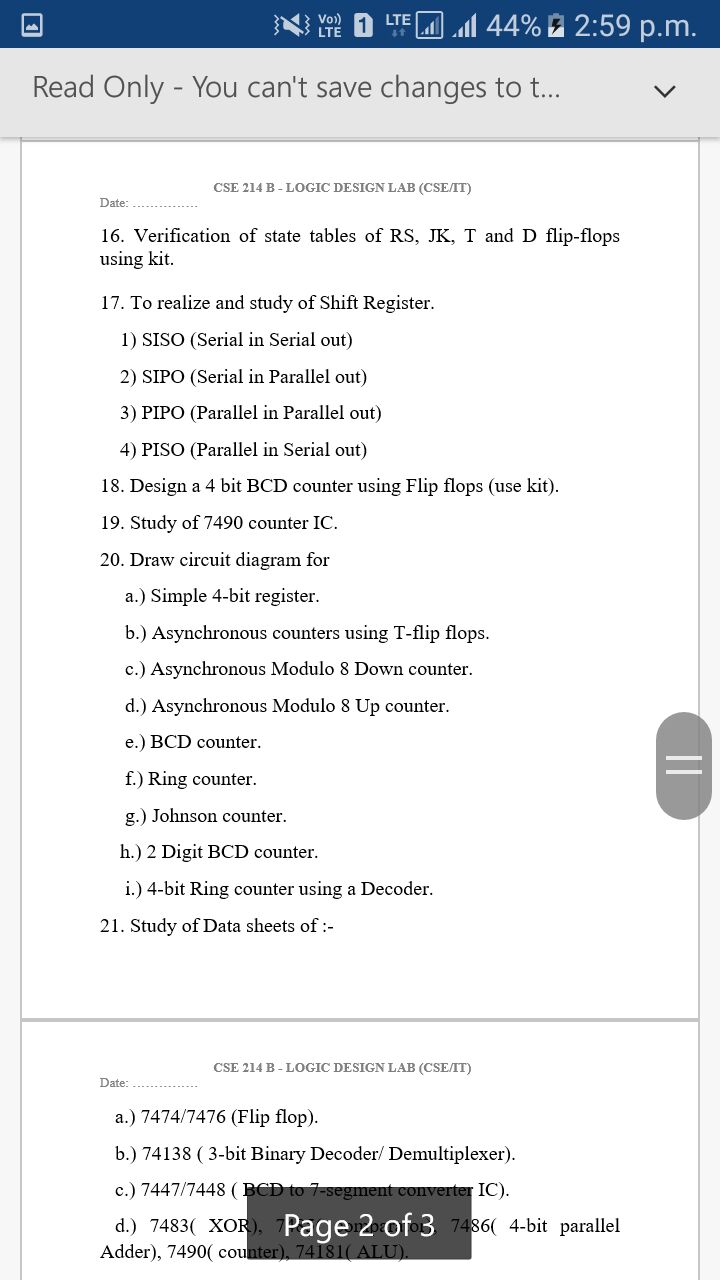 Vo)) LTE 1 LTE 44% 2:59 p.m.
Read Only - You can't save changes to t...
CSE 214 B - LOGIC DESIGN LAB (CSE/IT)
Date: ...............
16. Verification of state tables of RS, JK, T and D flip-flops
using kit.
17. To realize and study of Shift Register.
1) SISO (Serial in Serial out)
2) SIPO (Serial in Parallel out)
3) PIPO (Parallel in Parallel out)
4) PISO (Parallel in Serial out)
18. Design a 4 bit BCD counter using Flip flops (use kit).
19. Study of 7490 counter IC.
20. Draw circuit diagram for
a.) Simple 4-bit register.
b.) Asynchronous counters using T-flip flops.
c.) Asynchronous Modulo 8 Down counter.
d.) Asynchronous Modulo 8 Up counter.
e.) BCD counter.
f.) Ring counter.
g.) Johnson counter.
h.) 2 Digit BCD counter.
i.) 4-bit Ring counter using a Decoder.
21. Study of Data sheets of :-
CSE 214 B - LOGIC DESIGN LAB (CSE/IT)
Date: ...............
a.) 7474/7476 (Flip flop).
b.) 74138 ( 3-bit Binary Decoder/ Demultiplexer).
c.) 7447/7448 ( BCD to 7-segment converter IC).
d.) 7483( XOR), 7486( 4-bit parallel
Page 2 of 3
Adder), 7490( counter), 74181( ALU).